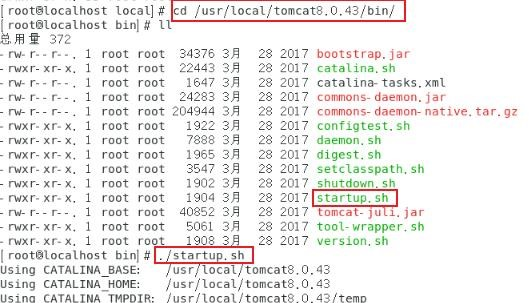 [root@localhost local]# cd /usr/local/tomcat8.0.43/bin/
[root@localhost bin]# ll
总用量 372
-rw-r--r--. 1 root root 34376 3月 28 2017 bootstrap.jar
-rwxr-xr-x. 1 root root 22443 3月 28 2017 catalina.sh
-rw-r--r--. 1 root root 1647 3月 28 2017 catalina-tasks.xml
-rw-r--r--. 1 root root 24283 3月 28 2017 commons-daemon.jar
-rw-r--r--. 1 root root 204944 3月 28 2017 commons-daemon-native.tar.gz
-rwxr-xr-x. 1 root root 1922 3月 28 2017 configtest.sh
-rwxr-xr-x. 1 root root 7888 3月 28 2017 daemon.sh
-rwxr-xr-x. 1 root root 1965 3月 28 2017 digest.sh
-rwxr-xr-x. 1 root root 3547 3月 28 2017 setclasspath.sh
-rwxr-xr-x. 1 root root 1902 3月 28 2017 shutdown.sh
-rwxr-xr-x. 1 root root 1904 3月 28 2017 startup.sh
-rw-r--r--. 1 root root 40852 3月 28 2017 tomcat-juli.jar
-rwxr-xr-x. 1 root root 5061 3月 28 2017 tool-wrapper.sh
-rwxr-xr-x. 1 root root 1908 3月 28 2017 version.sh
[root@localhost bin]# ./startup.sh
Using CATALINA_BASE: /usr/local/tomcat8.0.43
Using CATALINA_HOME: /usr/local/tomcat8.0.43
Using CATALINA_TMPDIR: /usr/local/tomcat8.0.43/temp